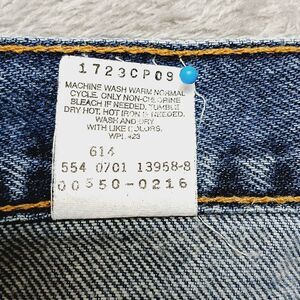 1723CP09
MACHINE WASH WARM NORMAL
CYCLE. ONLY NON-CHLORINE
BLEACH IF NEEDED. TUMBLE
DRY HOT. HOT IRON IF NEEDED.
WASH AND DRY
WITH LIKE COLORS.
WPL 423
614
554 0701 13958-8
00550-0216